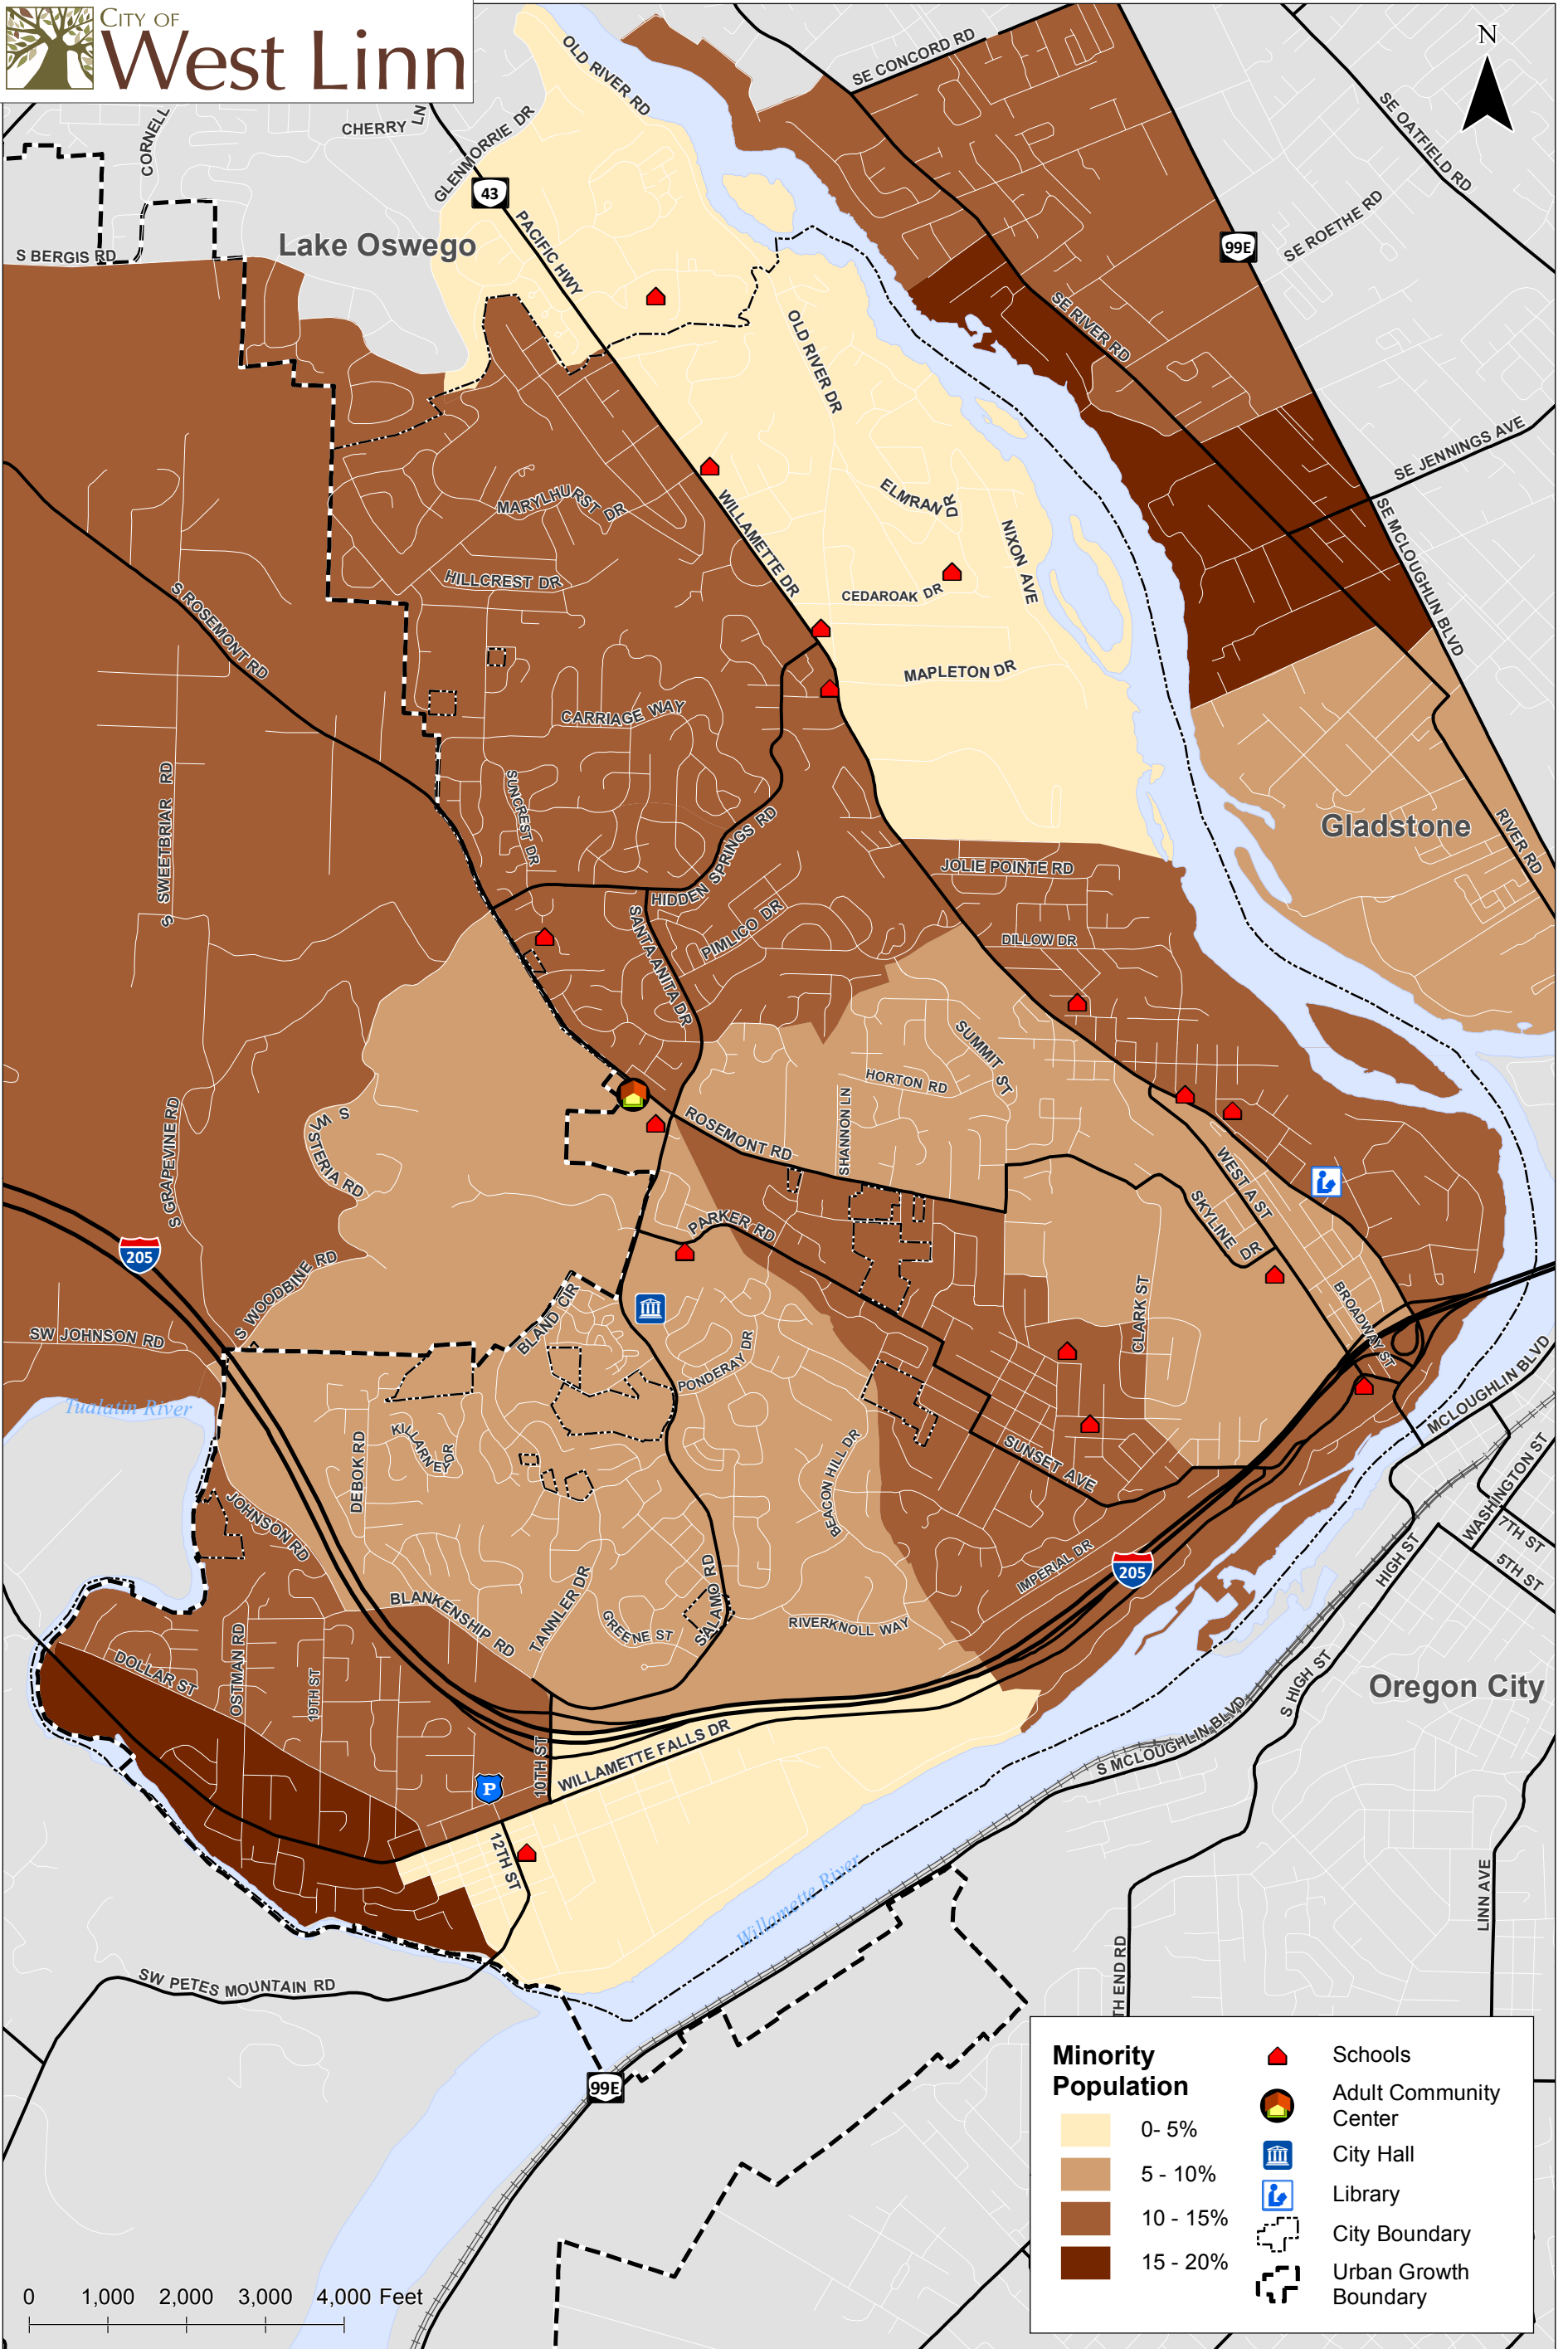 CITY OF
West Linn
N
OLD RIVER RD
SE CONCORD RD
SE OATFIELD RD
CORNELL
CHERRY LN
GLENMORRIE DR
43
SE ROETHE RD
99E
Lake Oswego
S BERGIS RD
PACIFIC HWY
SE RIVER RD
OLD RIVER DR
SE JENNINGS AVE
MARYLHURST DR
WILLAMETTE DR
ELMRAN DR
NIXON AVE
SE MCLOUGHLIN BLVD
HILLCREST DR
CEDAROAK DR
S ROSEMONT RD
MAPLETON DR
CARRIAGE WAY
SUNCREST DR
S SWEETBRIAR RD
HIDDEN SPRINGS RD
Gladstone
RIVER RD
JOLIE POINTE RD
SANTA ANITA DR
PIMLICO DR
DILLOW DR
SUMMIT ST
HORTON RD
SHANNON LN
S WISTERIA RD
S GRAPEVINE RD
ROSEMONT RD
WEST A ST
SKYLINE DR
PARKER RD
205
S WOODBINE RD
SW JOHNSON RD
BLAND CIR
CLARK ST
BROADWAY ST
PONDERAY DR
MCLOUGHLIN BLVD
Tualatin River
DEBOK RD
KILLARNEY DR
BEACON HILL DR
SUNSET AVE
WASHINGTON ST
7TH ST
5TH ST
HIGH ST
JOHNSON RD
IMPERIAL DR
205
BLANKENSHIP RD
TANNLER DR
GREENE ST
SALAMO RD
RIVERKNOLL WAY
DOLLAR ST
OSTMAN RD
19TH ST
S HIGH ST
Oregon City
10TH ST
WILLAMETTE FALLS DR
S MCLOUGHLIN BLVD
P
12TH ST
Willamette River
LINN AVE
TH END RD
SW PETES MOUNTAIN RD
99E
Minority
Population
0- 5%
5 - 10%
10 - 15%
15 - 20%
Schools
Adult Community
Center
City Hall
Library
City Boundary
Urban Growth
Boundary
0 1,000 2,000 3,000 4,000 Feet